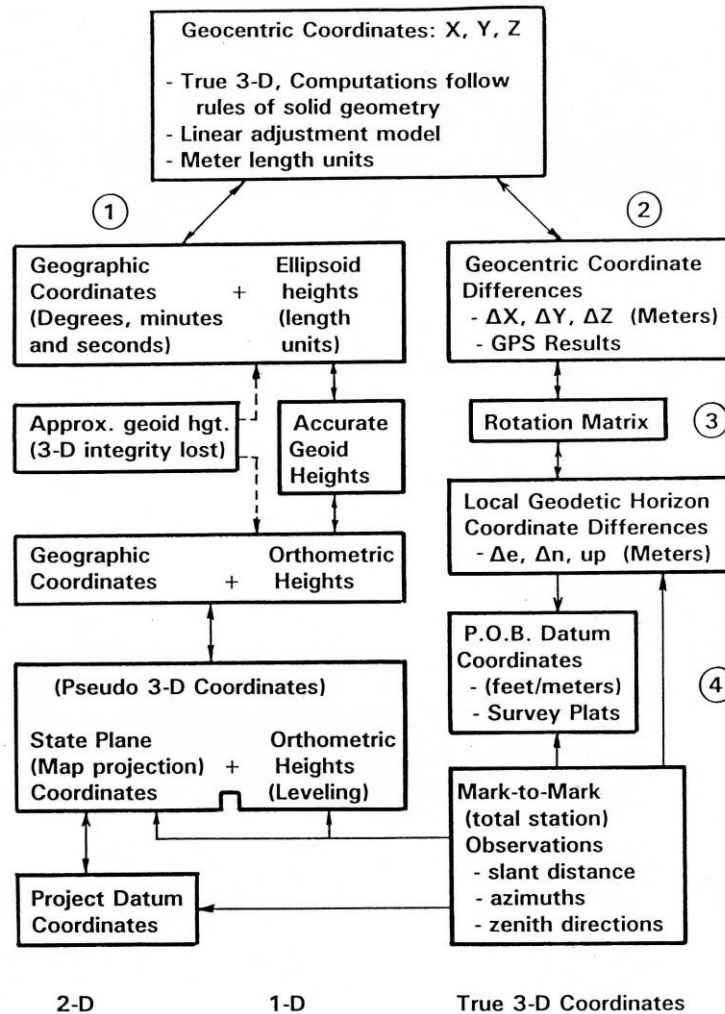 Geocentric Coordinates: X, Y, Z
- True 3-D, Computations follow
rules of solid geometry
- Linear adjustment model
- Meter length units
1
2
Geographic Ellipsoid
Coordinates + heights
(Degrees, minutes (length
and seconds) units)
Geocentric Coordinate
Differences
- ΔX, ΔY, ΔZ (Meters)
- GPS Results
Approx. geoid hgt.
(3-D integrity lost)
Accurate
Geoid
Heights
Rotation Matrix
3
Local Geodetic Horizon
Coordinate Differences
- Δe, Δn, up (Meters)
Geographic Orthometric
Coordinates + Heights
P.O.B. Datum
Coordinates
- (feet/meters)
- Survey Plats
4
(Pseudo 3-D Coordinates)
State Plane Orthometric
(Map projection) + Heights
Coordinates (Leveling)
Mark-to-Mark
(total station)
Observations
- slant distance
- azimuths
- zenith directions
Project Datum
Coordinates
2-D 1-D True 3-D Coordinates